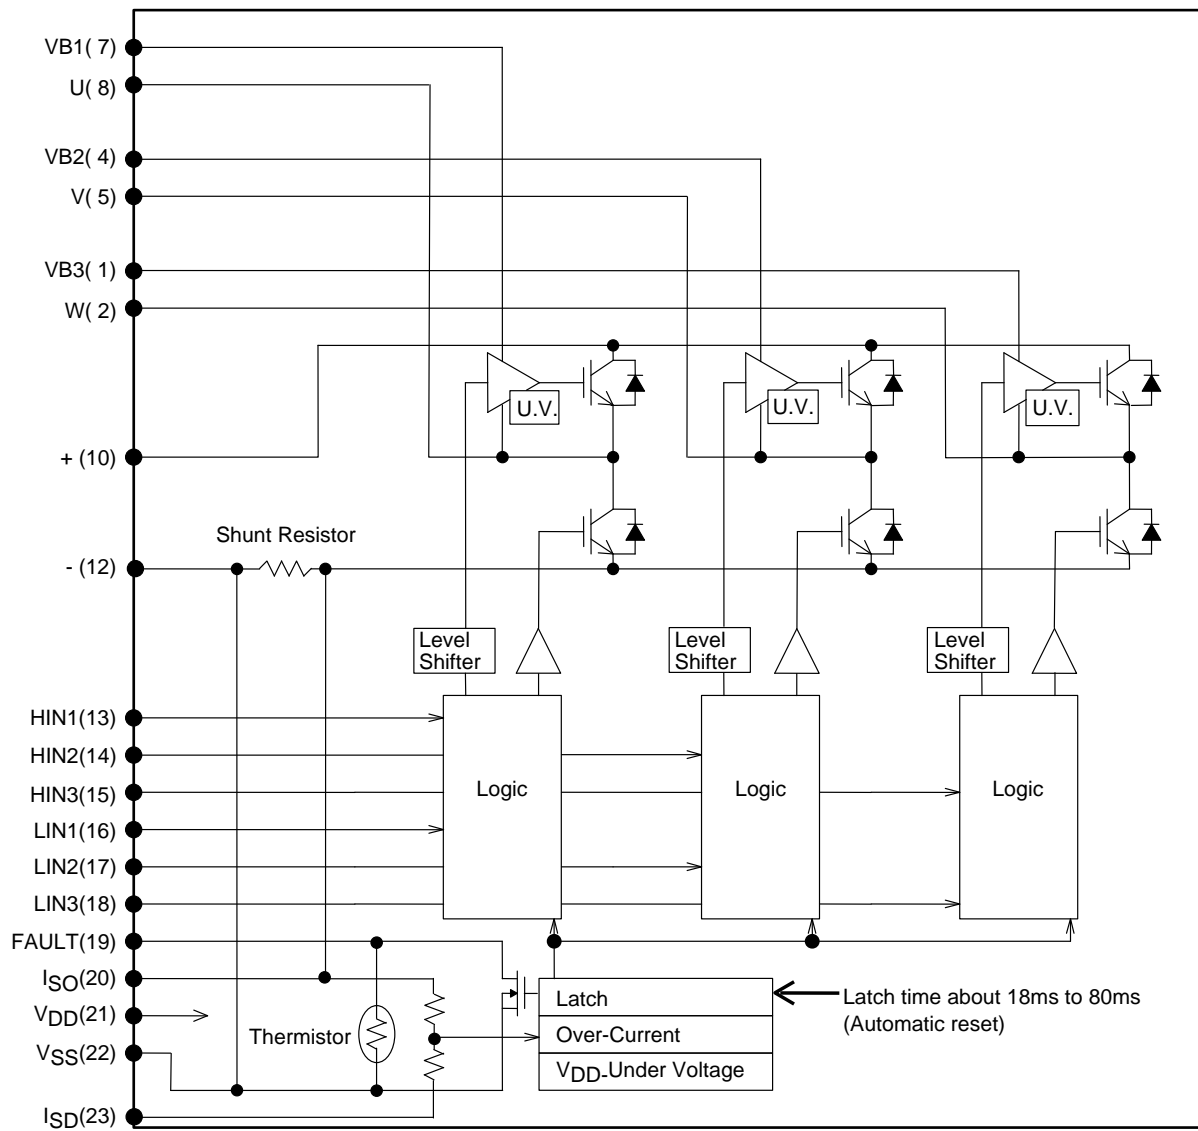 VB1( 7)
U( 8)
VB2( 4)
V( 5)
VB3( 1)
W( 2)
U.V.
U.V.
U.V.
+ (10)
Shunt Resistor
- (12)
Level
Shifter
Level
Shifter
Level
Shifter
HIN1(13)
HIN2(14)
HIN3(15)
LIN1(16)
LIN2(17)
LIN3(18)
Logic
Logic
Logic
FAULT(19)
ISO(20)
VDD(21)
VSS(22)
ISD(23)
Thermistor
Latch
Over-Current
VDD-Under Voltage
Latch time about 18ms to 80ms
(Automatic reset)